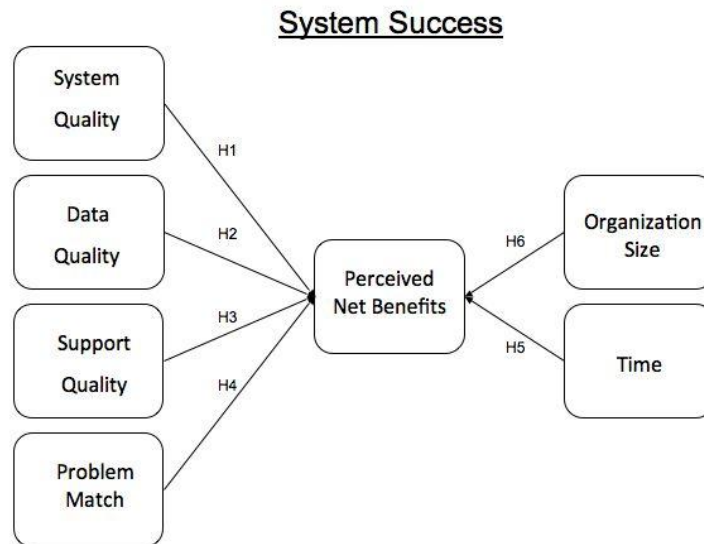 System Success
System
Quality
H1
Data
Quality
H2
Support
Quality
H3
Problem
Match
H4
Perceived
Net Benefits
Organization
Size
H6
Time
H5